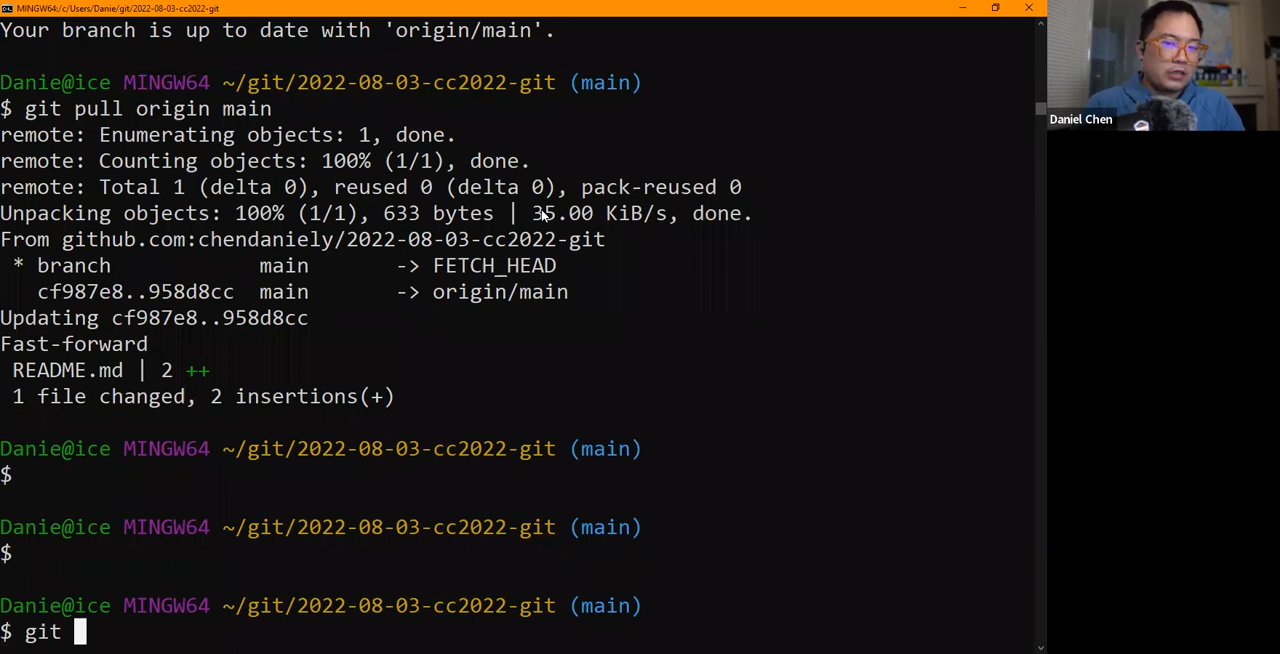 MINGW64:/c/Users/Danie/git/2022-08-03-cc2022-git
Your branch is up to date with 'origin/main'.
Danie@ice MINGW64 ~/git/2022-08-03-cc2022-git (main)
$ git pull origin main
remote: Enumerating objects: 1, done.
remote: Counting objects: 100% (1/1), done.
remote: Total 1 (delta 0), reused 0 (delta 0), pack-reused 0
Unpacking objects: 100% (1/1), 633 bytes | 35.00 KiB/s, done.
From github.com:chendaniely/2022-08-03-cc2022-git
 * branch            main       -> FETCH_HEAD
   cf987e8..958d8cc  main       -> origin/main
Updating cf987e8..958d8cc
Fast-forward
 README.md | 2 ++
 1 file changed, 2 insertions(+)
Danie@ice MINGW64 ~/git/2022-08-03-cc2022-git (main)
$
Danie@ice MINGW64 ~/git/2022-08-03-cc2022-git (main)
$
Danie@ice MINGW64 ~/git/2022-08-03-cc2022-git (main)
$ git
Daniel Chen